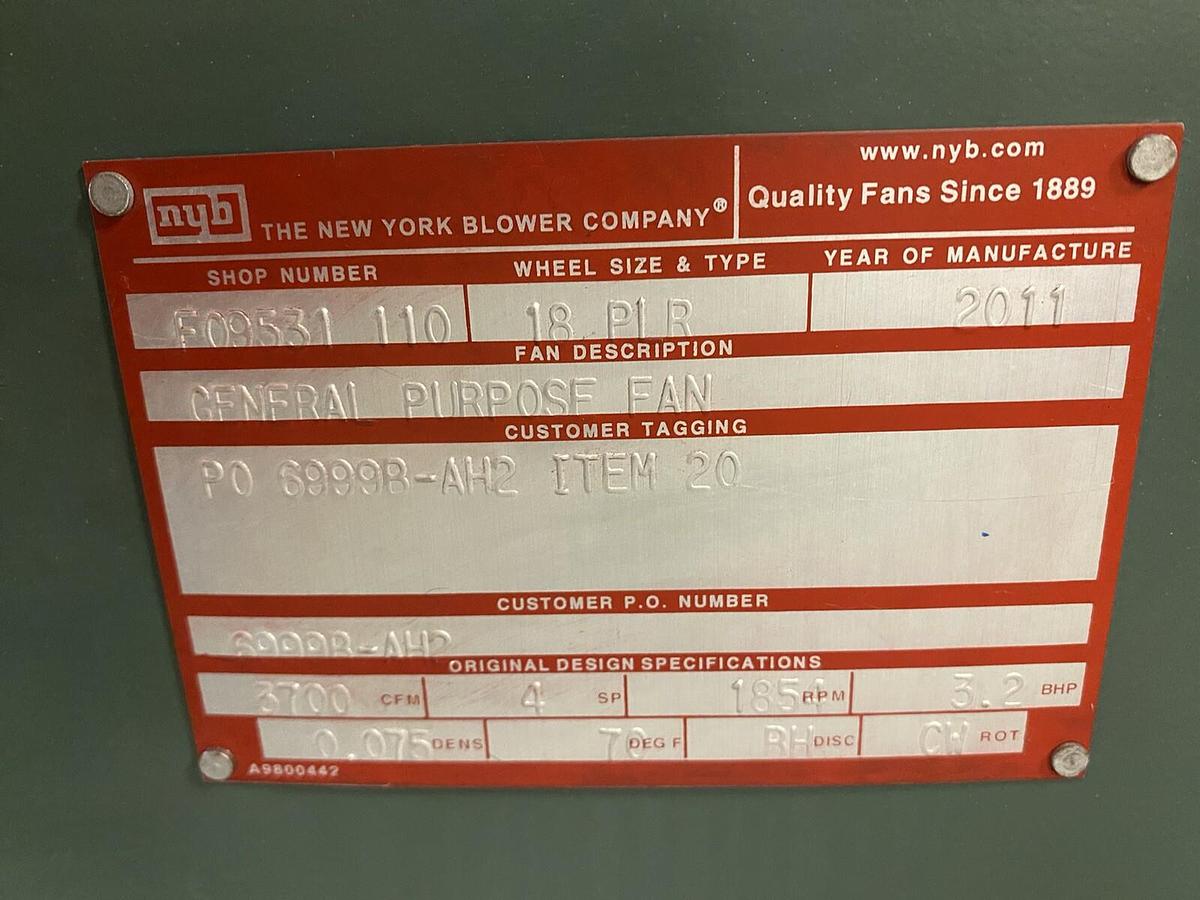 www.nyb.com
nyb THE NEW YORK BLOWER COMPANY® Quality Fans Since 1889
SHOP NUMBER WHEEL SIZE & TYPE YEAR OF MANUFACTURE
F09531 110 18 PLR 2011
FAN DESCRIPTION
GENERAL PURPOSE FAN
CUSTOMER TAGGING
PO 6999B-AH2 ITEM 20
CUSTOMER P.O. NUMBER
6999B-AH2
ORIGINAL DESIGN SPECIFICATIONS
3700 CFM 4 SP 1854 RPM 3.2 BHP
0.075 DENS 70 DEG F RH DISC CW ROT
A9800442